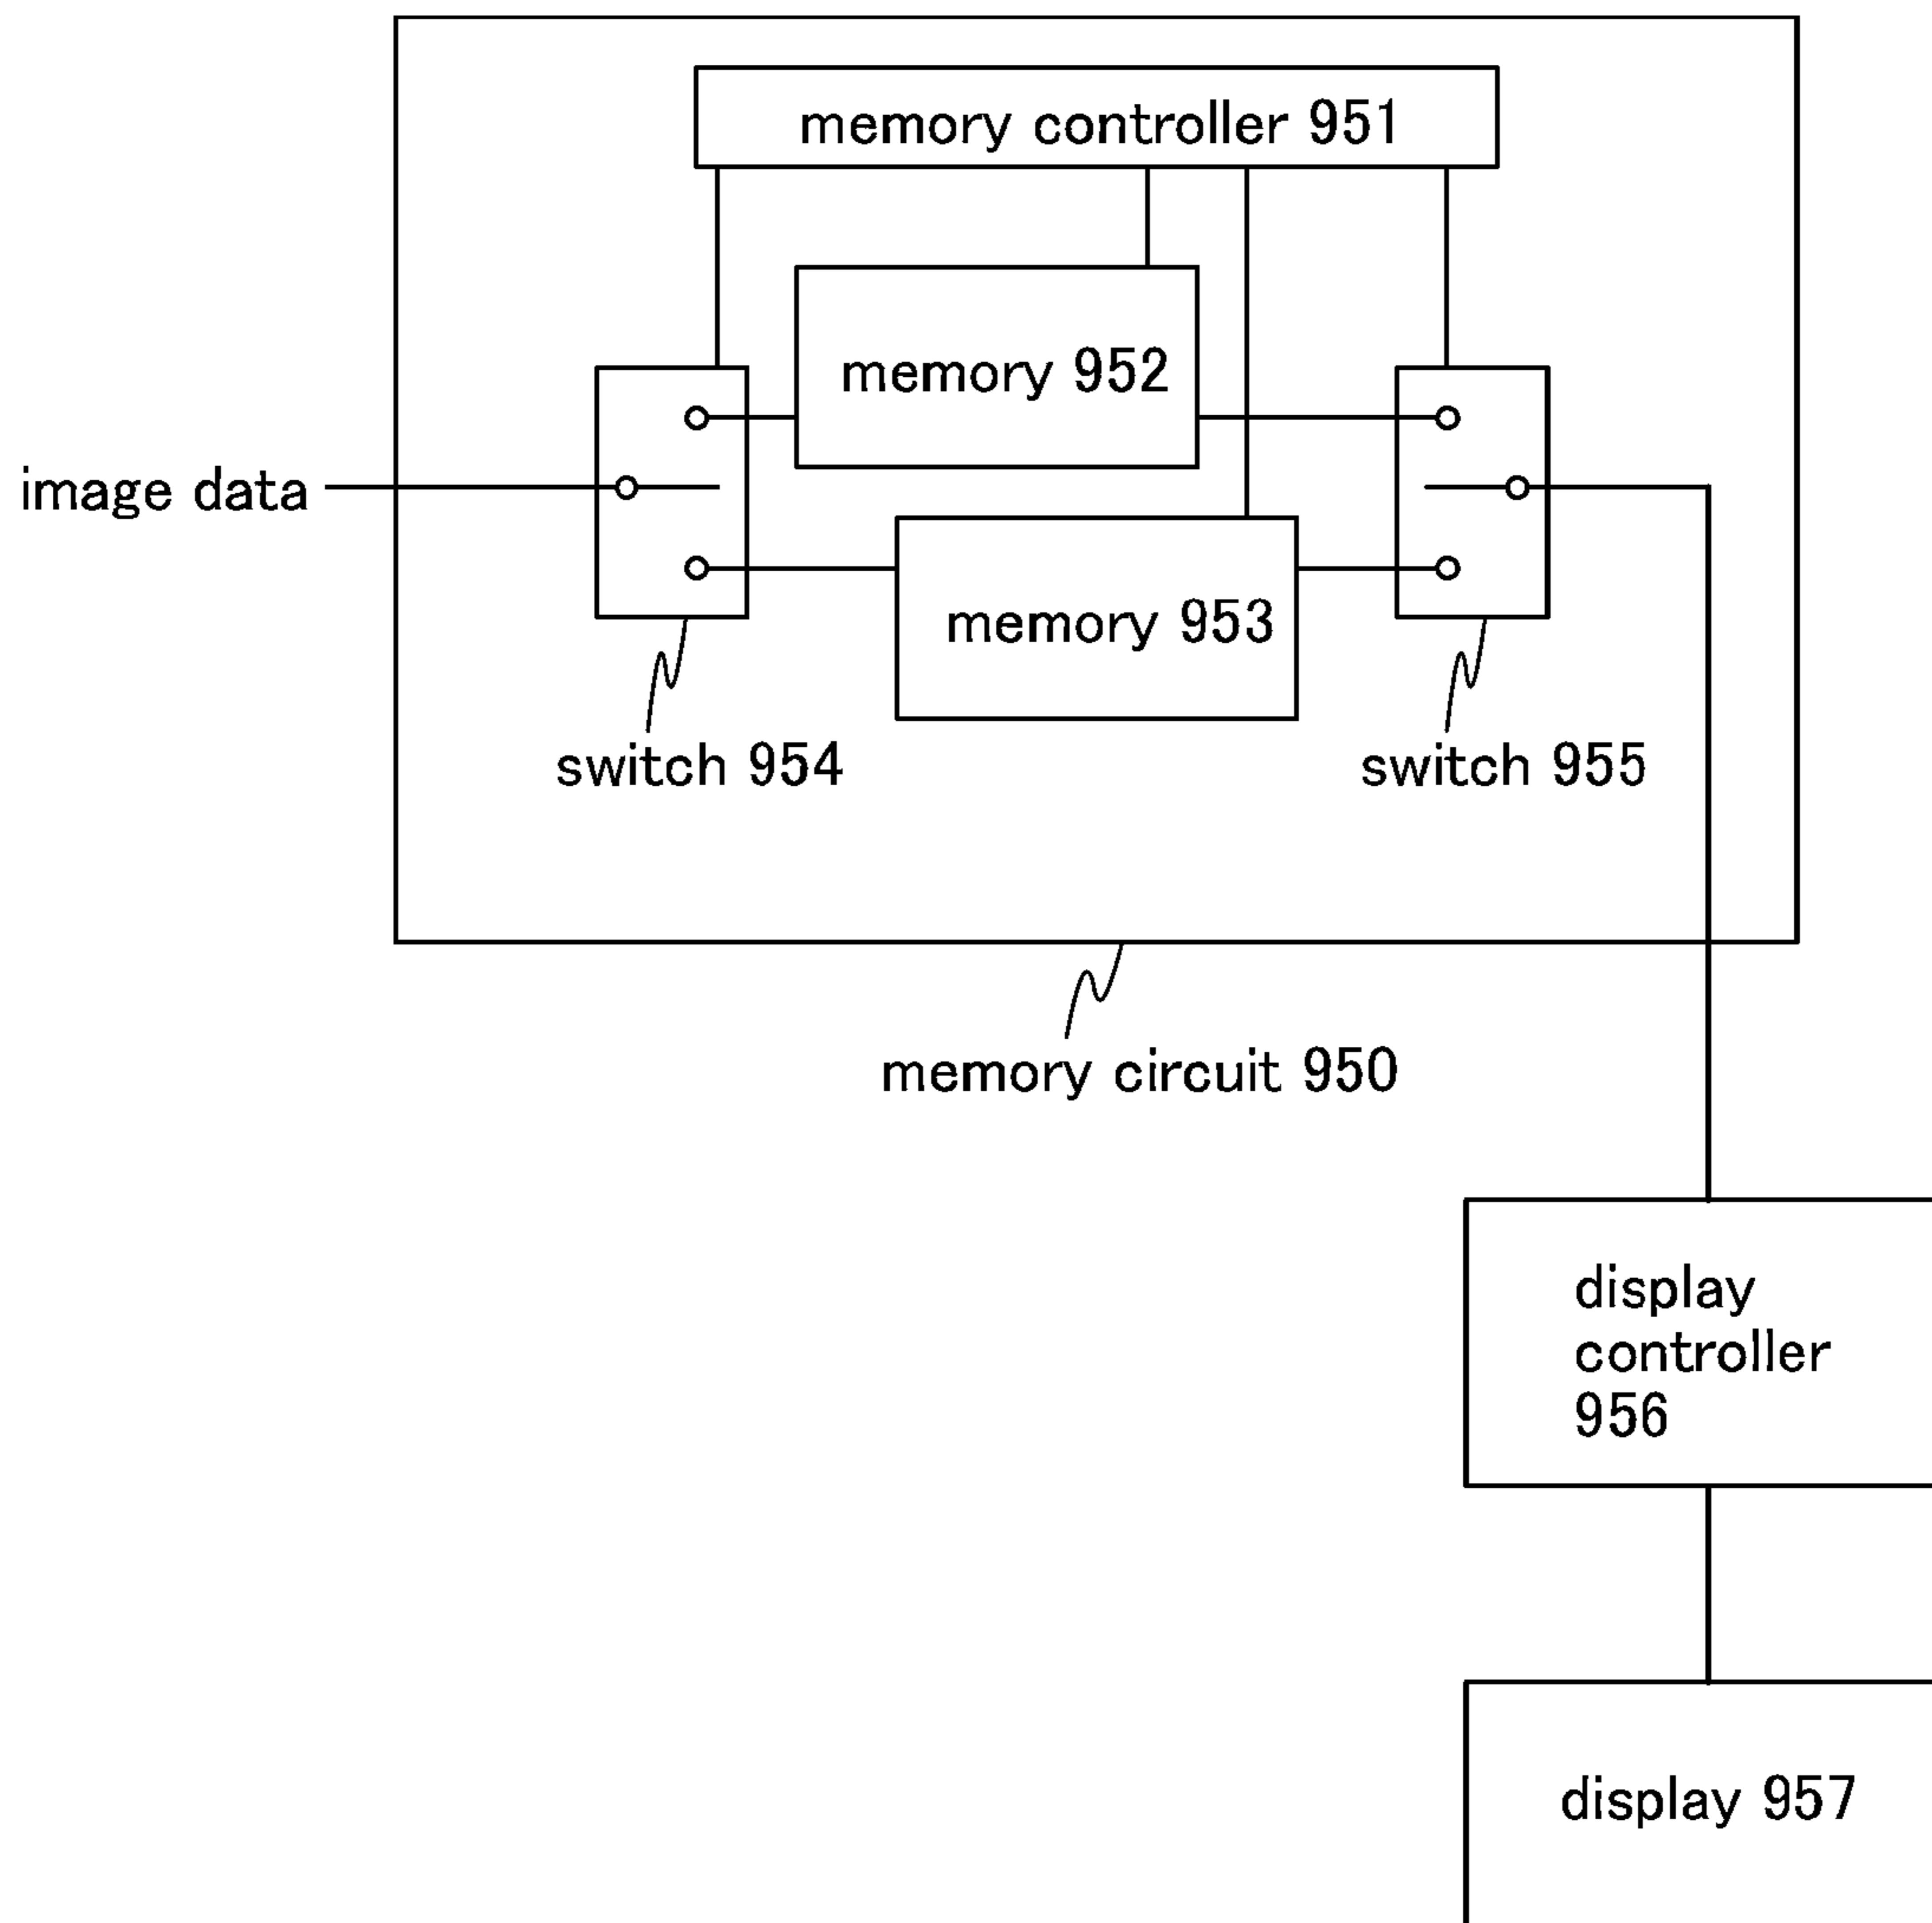 memory controller 951
memory 952
image data
memory 953
switch 954
switch 955
memory circuit 950
display
controller
956
display 957